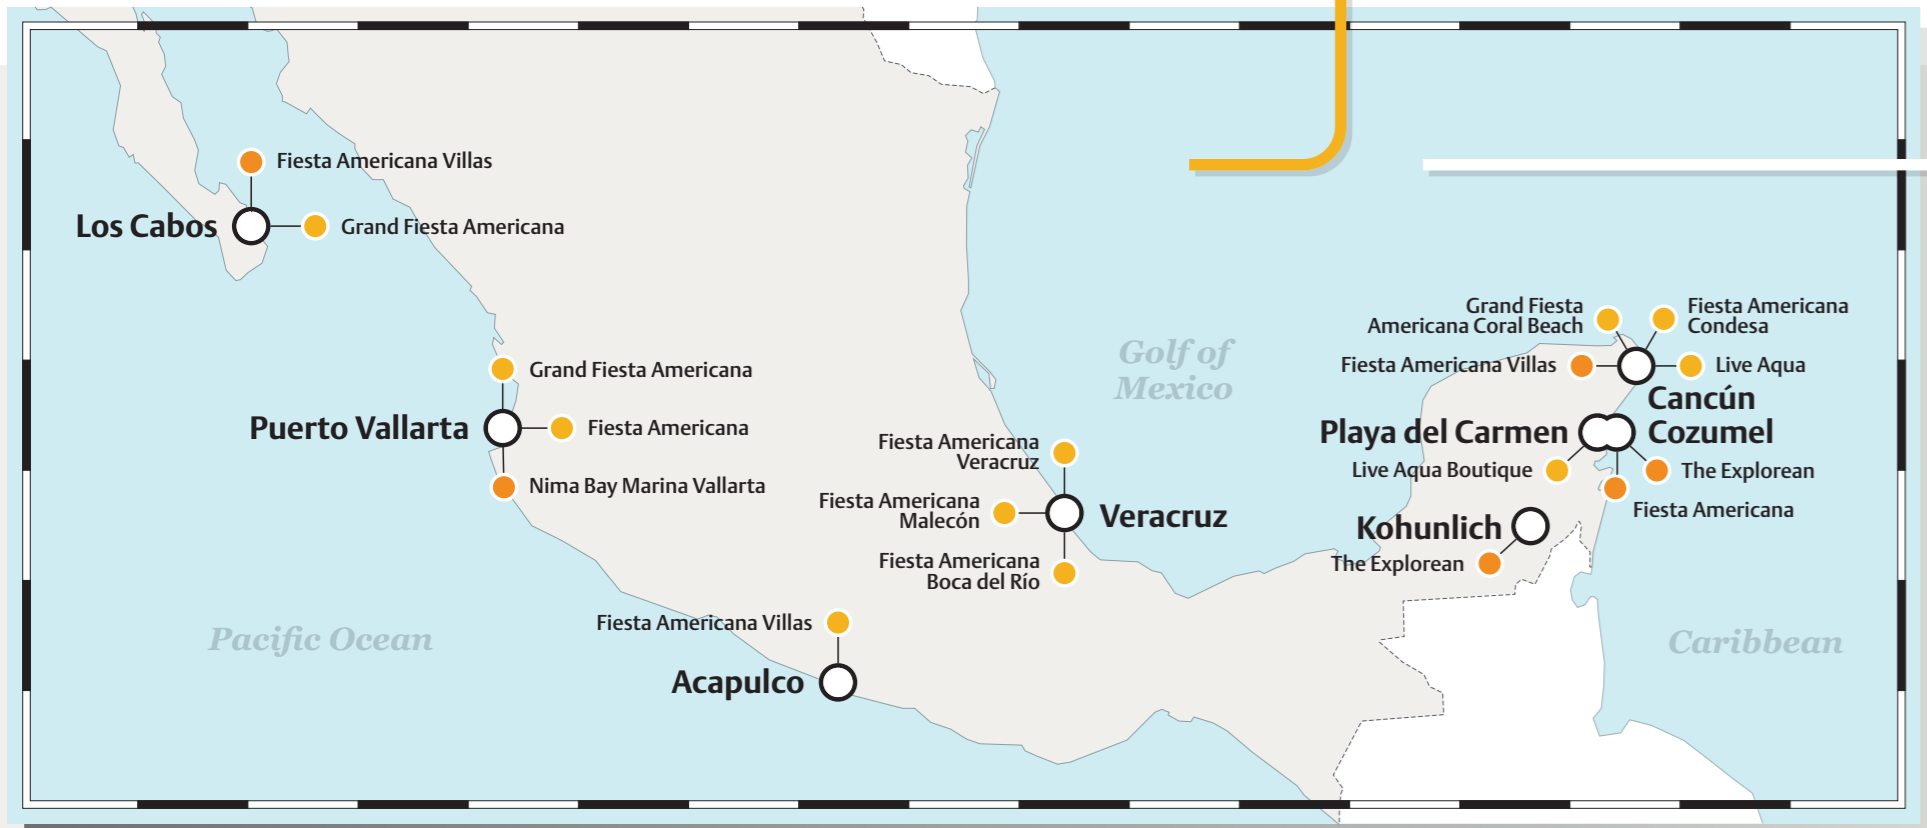 Fiesta Americana Villas
Los Cabos
Grand Fiesta Americana
Grand Fiesta Americana
Puerto Vallarta
Fiesta Americana
Nima Bay Marina Vallarta
Pacific Ocean
Fiesta Americana Villas
Acapulco
Fiesta Americana
Veracruz
Fiesta Americana
Malecón
Veracruz
Fiesta Americana
Boca del Río
Golf of
Mexico
Grand Fiesta
Americana Coral Beach
Fiesta Americana
Condesa
Fiesta Americana Villas
Live Aqua
Cancún
Playa del Carmen
Cozumel
Live Aqua Boutique
The Explorean
Fiesta Americana
Kohunlich
The Explorean
Caribbean